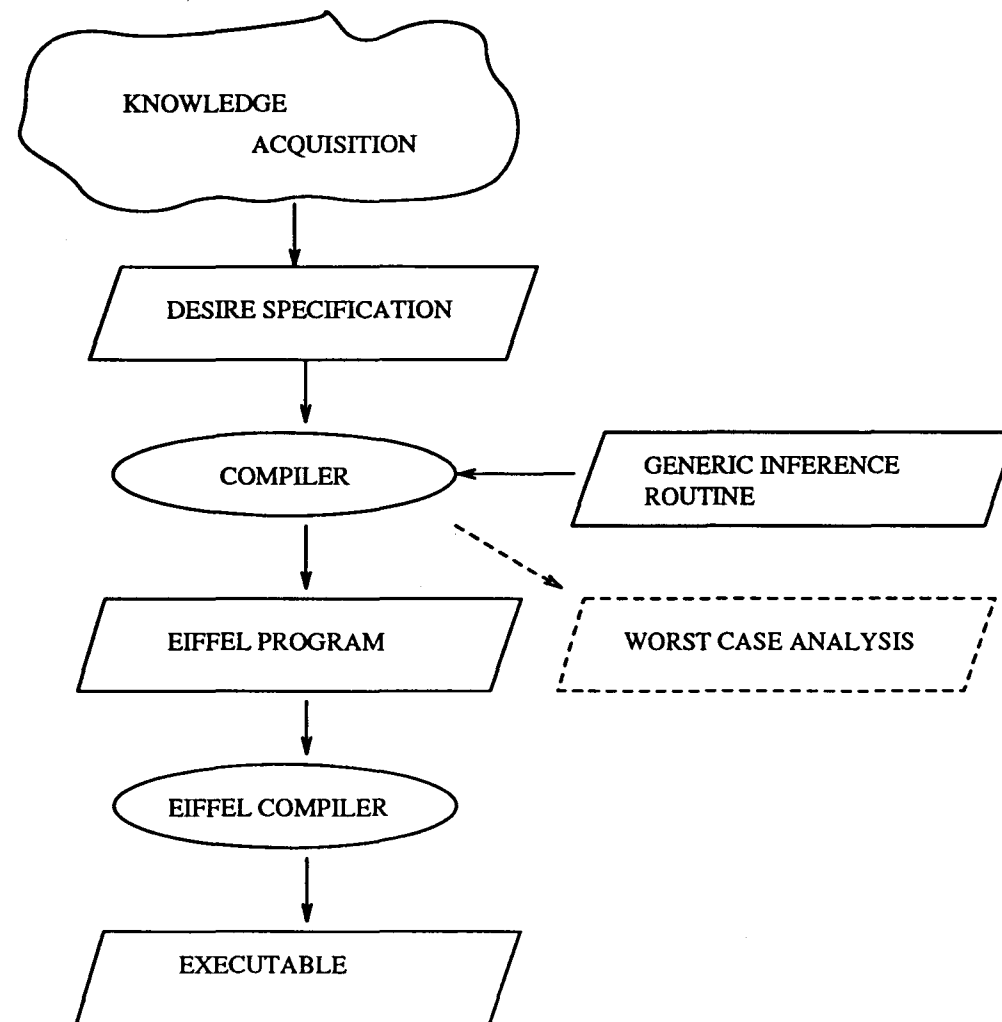 KNOWLEDGE
ACQUISITION
DESIRE SPECIFICATION
COMPILER
GENERIC INFERENCE
ROUTINE
EIFFEL PROGRAM
WORST CASE ANALYSIS
EIFFEL COMPILER
EXECUTABLE